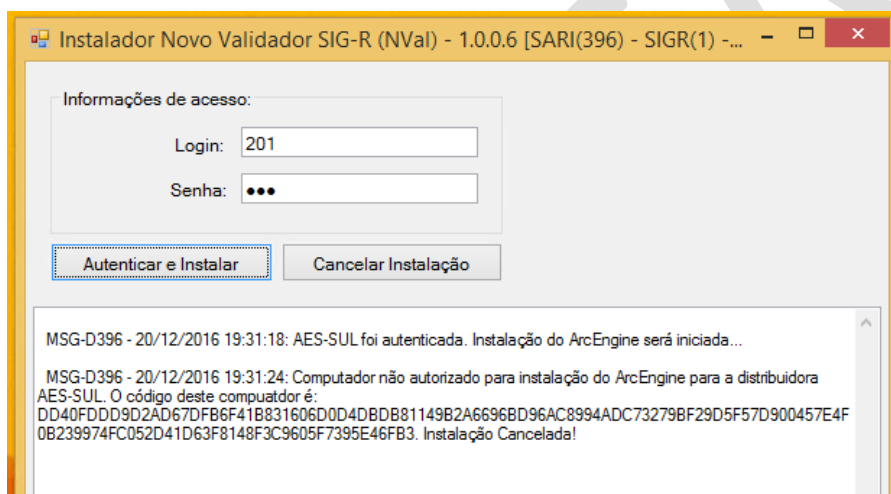 Instalador Novo Validador SIG-R (NVal) - 1.0.0.6 [SARI(396) - SIGR(1) -...
Informações de acesso:
Login: 201
Senha: ●●●
Autenticar e Instalar Cancelar Instalação
MSG-D396 - 20/12/2016 19:31:18: AES-SUL foi autenticada. Instalação do ArcEngine será iniciada...
MSG-D396 - 20/12/2016 19:31:24: Computador não autorizado para instalação do ArcEngine para a distribuidora
AES-SUL. O código deste compuatdor é:
DD40FDDD9D2AD67DFB6F41B831606D0D4DBDB81149B2A6696BD96AC8994ADC73279BF29D5F57D900457E4F
0B239974FC052D41D63F8148F3C9605F7395E46FB3. Instalação Cancelada!